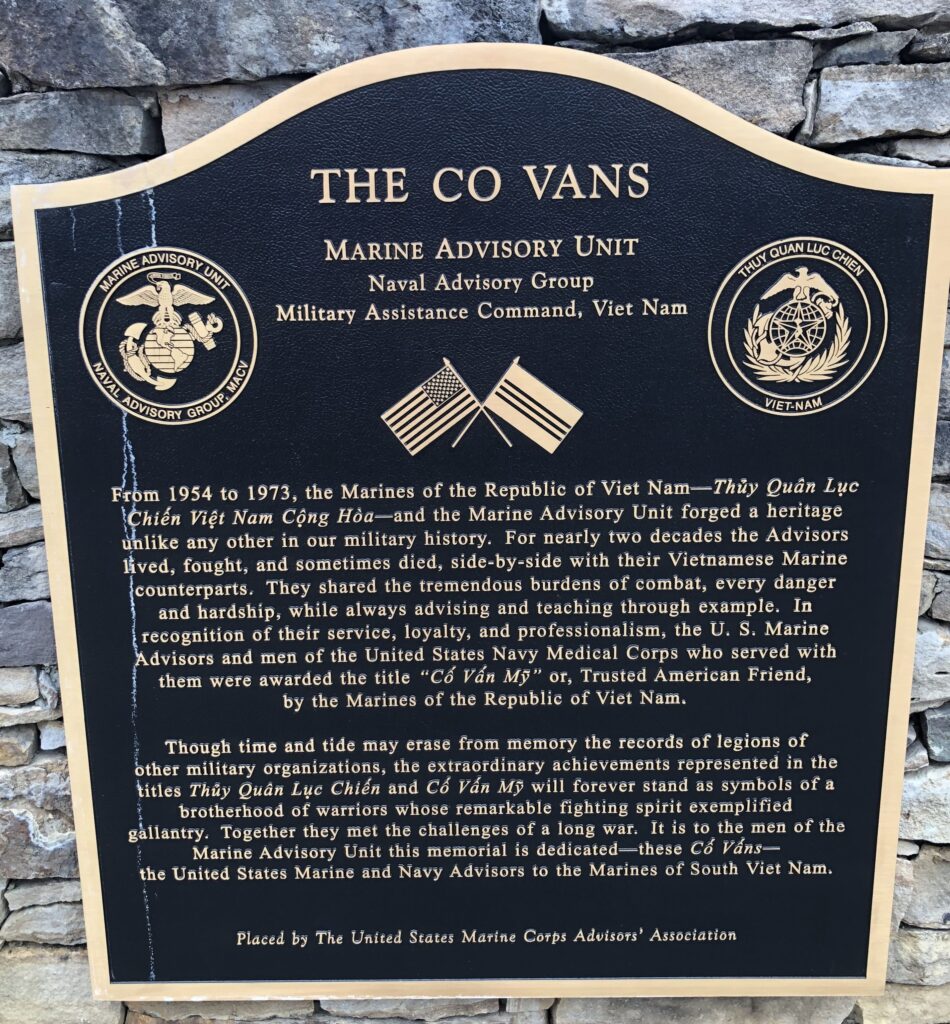 THE CO VANS
MARINE ADVISORY UNIT
Naval Advisory Group
Military Assistance Command, Viet Nam
MARINE ADVISORY UNIT
NAVAL ADVISORY GROUP, MACV
THUY QUAN LUC CHIEN
VIET-NAM
From 1954 to 1973, the Marines of the Republic of Viet Nam—Thủy Quân Lục
Chiến Việt Nam Cộng Hòa—and the Marine Advisory Unit forged a heritage
unlike any other in our military history. For nearly two decades the Advisors
lived, fought, and sometimes died, side-by-side with their Vietnamese Marine
counterparts. They shared the tremendous burdens of combat, every danger
and hardship, while always advising and teaching through example. In
recognition of their service, loyalty, and professionalism, the U. S. Marine
Advisors and men of the United States Navy Medical Corps who served with
them were awarded the title “Cố Vấn Mỹ” or, Trusted American Friend,
by the Marines of the Republic of Viet Nam.
Though time and tide may erase from memory the records of legions of
other military organizations, the extraordinary achievements represented in the
titles Thủy Quân Lục Chiến and Cố Vấn Mỹ will forever stand as symbols of a
brotherhood of warriors whose remarkable fighting spirit exemplified
gallantry. Together they met the challenges of a long war. It is to the men of the
Marine Advisory Unit this memorial is dedicated—these Cố Vấns—
the United States Marine and Navy Advisors to the Marines of South Viet Nam.
Placed by The United States Marine Corps Advisors’ Association